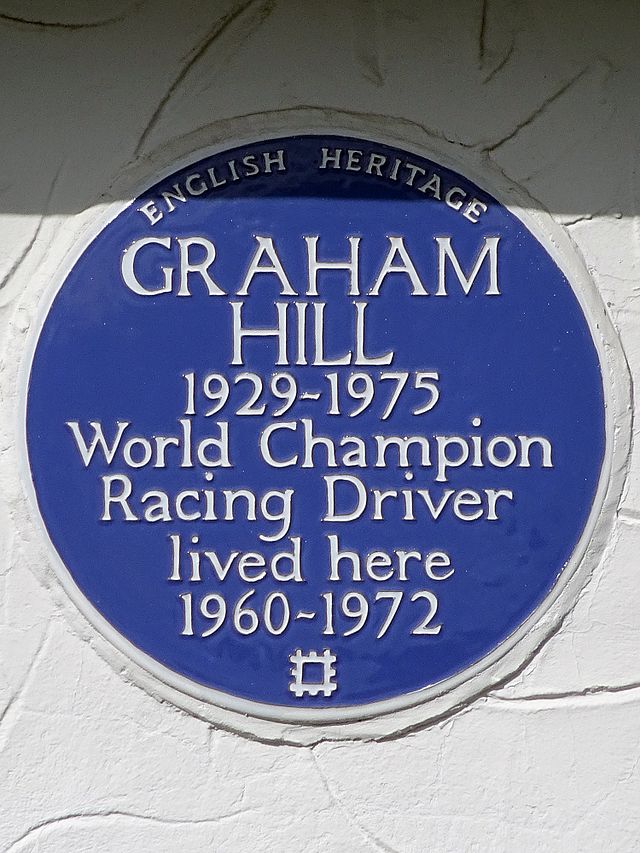 ENGLISH HERITAGE
GRAHAM
HILL
1929-1975
World Champion
Racing Driver
lived here
1960-1972